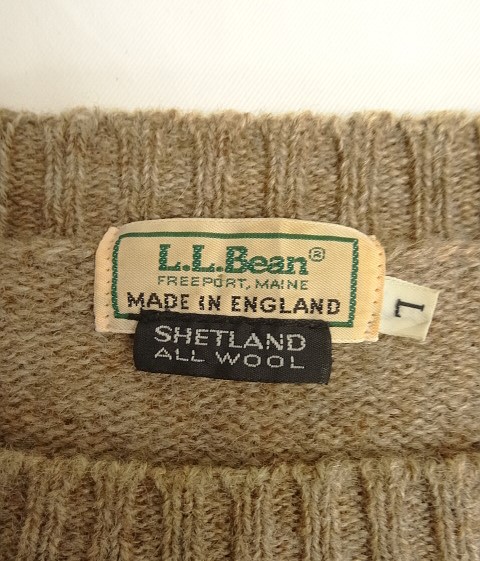 L.L.Bean®
FREEPORT, MAINE
MADE IN ENGLAND
L
SHETLAND
ALL WOOL